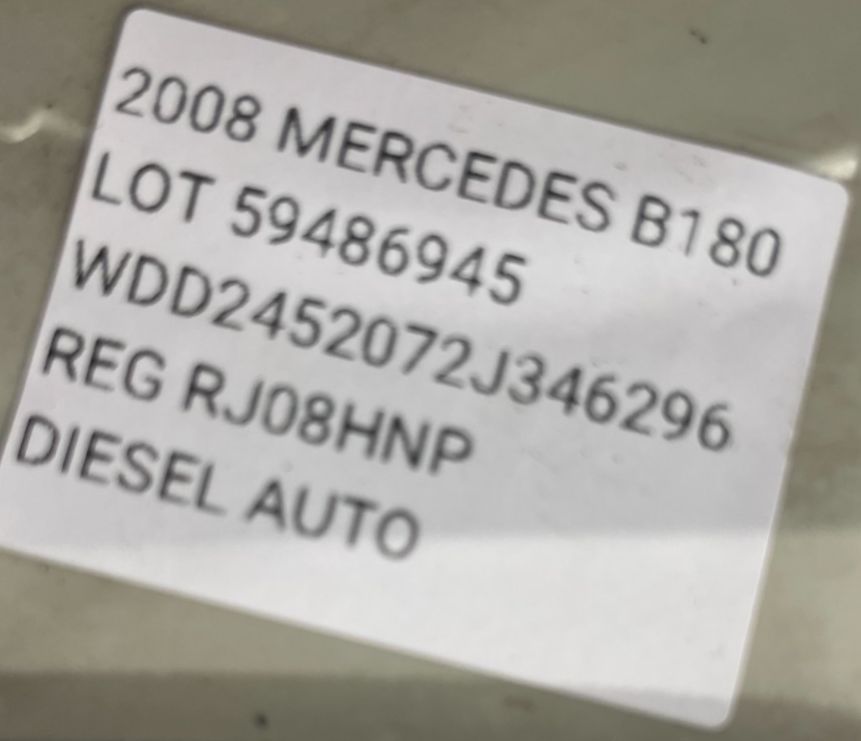 2008 MERCEDES B180
LOT 59486945
WDD2452072J346296
REG RJ08HNP
DIESEL AUTO